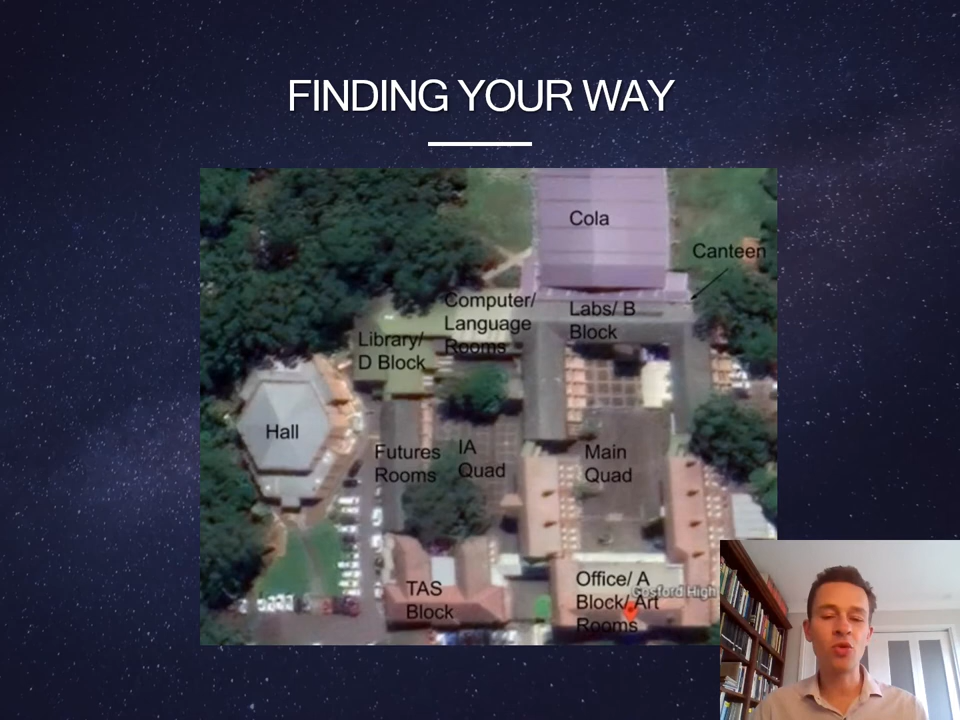 FINDING YOUR WAY
Cola
Canteen
Computer/
Language
Rooms
Labs/ B
Block
Library/
D Block
Hall
Futures
Rooms
IA
Quad
Main
Quad
TAS
Block
Office/ A
Block/ Art
Rooms
Gosford High